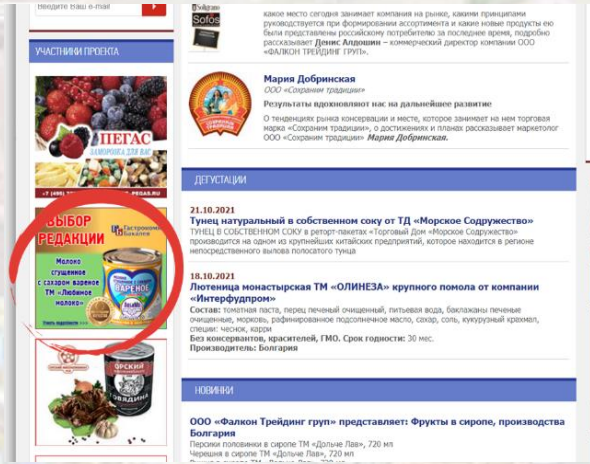 Введите Ваш e-mail
УЧАСТНИКИ ПРОЕКТА
ПЕГАС
ЗАМОРОЗКА ДЛЯ ВАС
ВЫБОР
РЕДАКЦИИ
Гастрономия
Бакалея
Молоко
сгущенное
с сахаром вареное
ТМ «Любимое
молоко»
ВАРЕНОЕ
ОРСКИЙ
ГОВЯДИНА
Sofos
какое место сегодня занимает компания на рынке, какими принципами
руководствуется при формировании ассортимента и какие новые продукты ею
были представлены российскому потребителю за последнее время, подробно
рассказывает Денис Алдошин – коммерческий директор компании ООО
«ФАЛКОН ТРЕЙДИНГ ГРУП».
Мария Добринская
ООО «Сохраним традиции»
Результаты вдохновляют нас на дальнейшее развитие
О тенденциях рынка консервации и месте, которое занимает на нем торговая
марка «Сохраним традиции», о достижениях и планах рассказывает маркетолог
ООО «Сохраним традиции» Мария Добринская.
ДЕГУСТАЦИИ
21.10.2021
Тунец натуральный в собственном соку от ТД «Морское Содружество»
ТУНЕЦ В СОБСТВЕННОМ СОКУ в реторт-пакетах «Торговый Дом «Морское Содружество»
производится на одном из крупнейших китайских предприятий, которое находится в регионе
непосредственного вылова полосатого тунца
18.10.2021
Лютеница монастырская ТМ «ОЛИНЕЗА» крупного помола от компании
«Интерфудпром»
Состав: томатная паста, перец печеный очищенный, питьевая вода, баклажаны печеные
очищенные, морковь, рафинированное подсолнечное масло, сахар, соль, кукурузный крахмал,
специи: чеснок, карри
Без консервантов, красителей, ГМО. Срок годности: 30 мес.
Производитель: Болгария
НОВИНКИ
ООО «Фалкон Трейдинг груп» представляет: Фрукты в сиропе, производства
Болгария
Персики половинки в сиропе ТМ «Дольче Лав», 720 мл
Черешня в сиропе ТМ «Дольче Лав», 720 мл